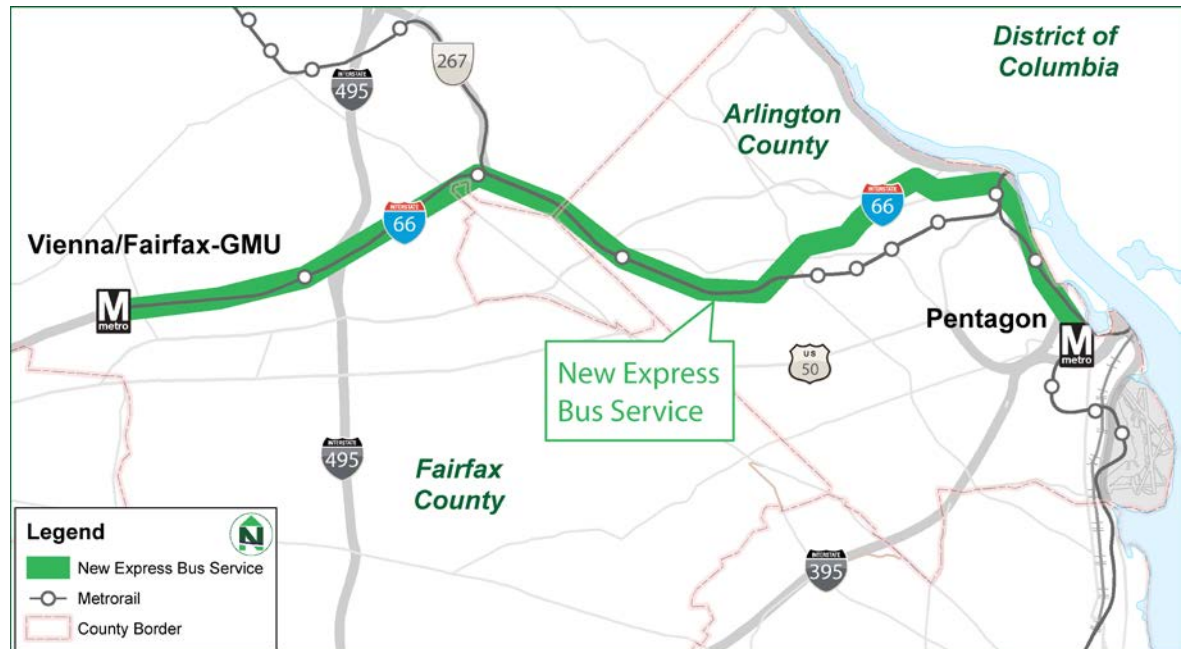 District of
Columbia
267
INTERSTATE
495
Arlington
County
INTERSTATE
66
INTERSTATE
66
Vienna/Fairfax-GMU
M
metro
Pentagon
M
metro
US
50
New Express
Bus Service
INTERSTATE
495
Fairfax
County
INTERSTATE
395
Legend
N
New Express Bus Service
Metrorail
County Border